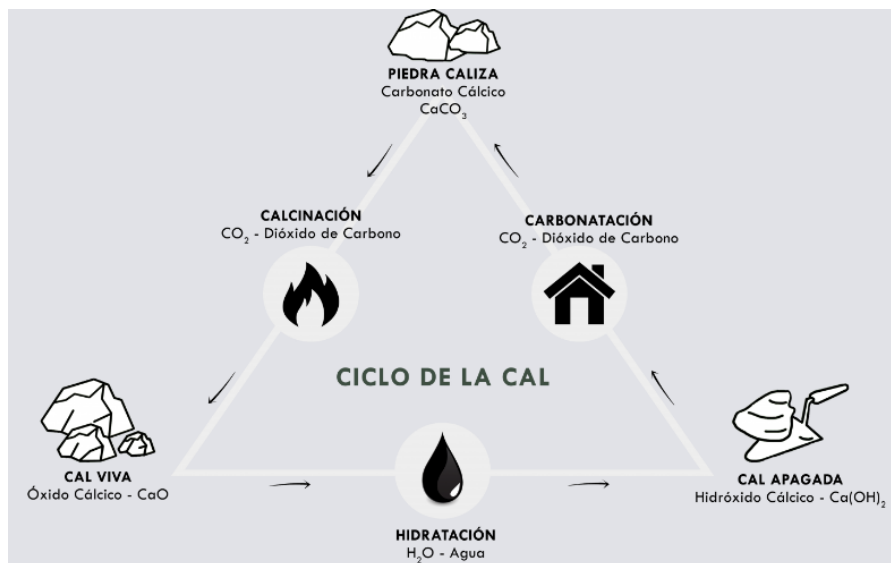 PIEDRA CALIZA
Carbonato Cálcico
CaCO₃
CALCINACIÓN
CO₂ - Dióxido de Carbono
CARBONATACIÓN
CO₂ - Dióxido de Carbono
CICLO DE LA CAL
CAL VIVA
Óxido Cálcico - CaO
CAL APAGADA
Hidróxido Cálcico - Ca(OH)₂
HIDRATACIÓN
H₂O - Agua